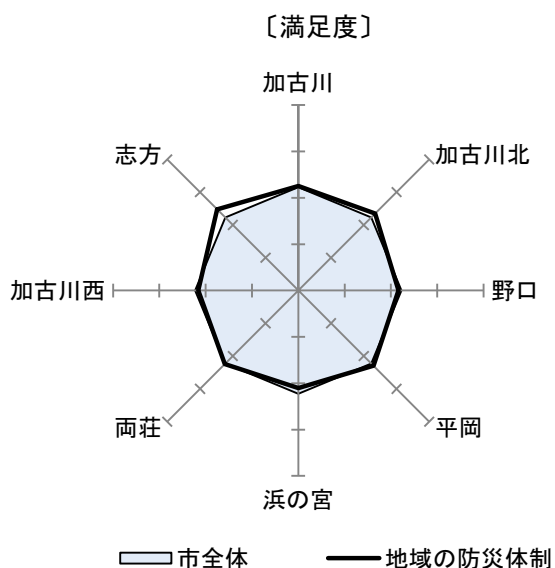 〔満足度〕
加古川
志方
加古川北
加古川西
野口
両荘
平岡
浜の宮
市全体
地域の防災体制